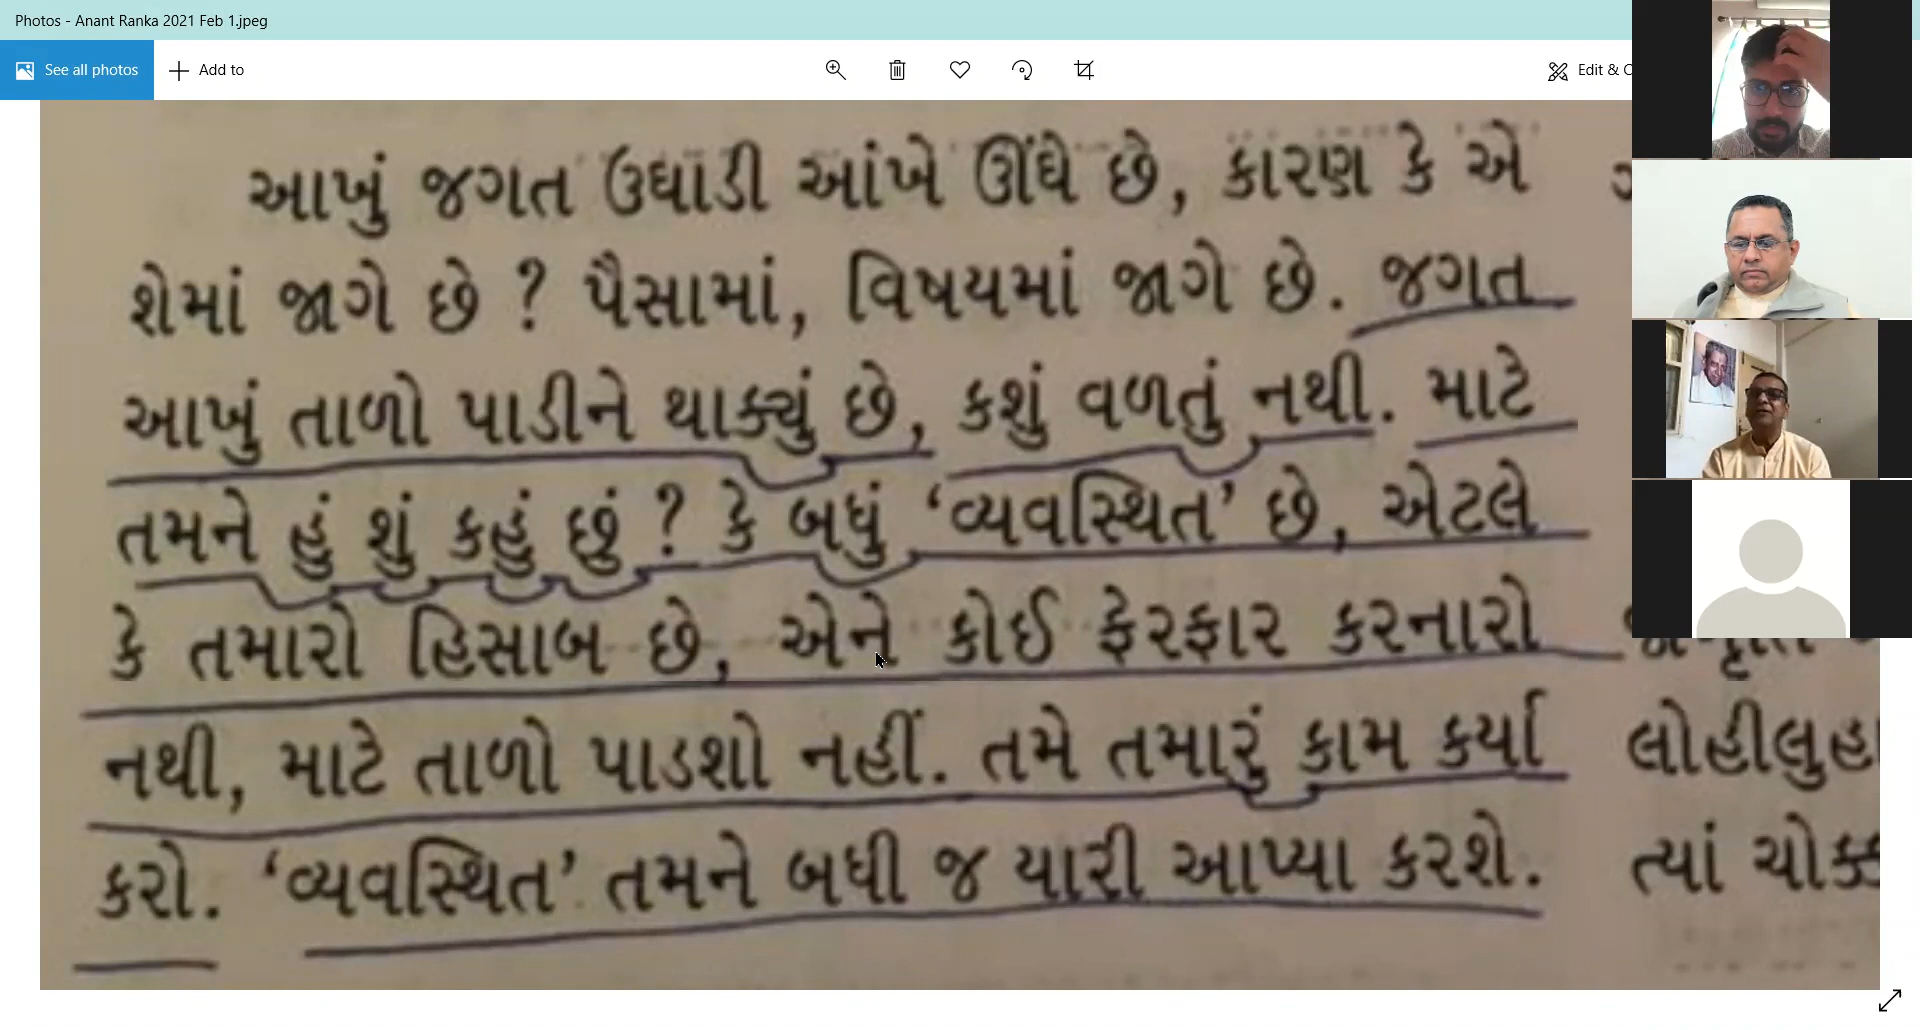 Photos - Anant Ranka 2021 Feb 1.jpeg
See all photos
Add to
Edit &
આખું જગત ઉઘાડી આંખે ઊંઘે છે, કારણ કે એ
શેમાં જાગે છે ? પૈસામાં, વિષયમાં જાગે છે. જગત
આખું તાળો પાડીને થાક્યું છે, કશું વળતું નથી. માટે
તમને હું શું કહું છું ? કે બધું ‘વ્યવસ્થિત’ છે, એટલે
કે તમારો હિસાબ છે, એને કોઈ ફેરફાર કરનારો
નથી, માટે તાળો પાડશો નહીં. તમે તમારું કામ કર્યા
કરો. ‘વ્યવસ્થિત’ તમને બધી જ યારી આપ્યા કરશે.
ત્યાં